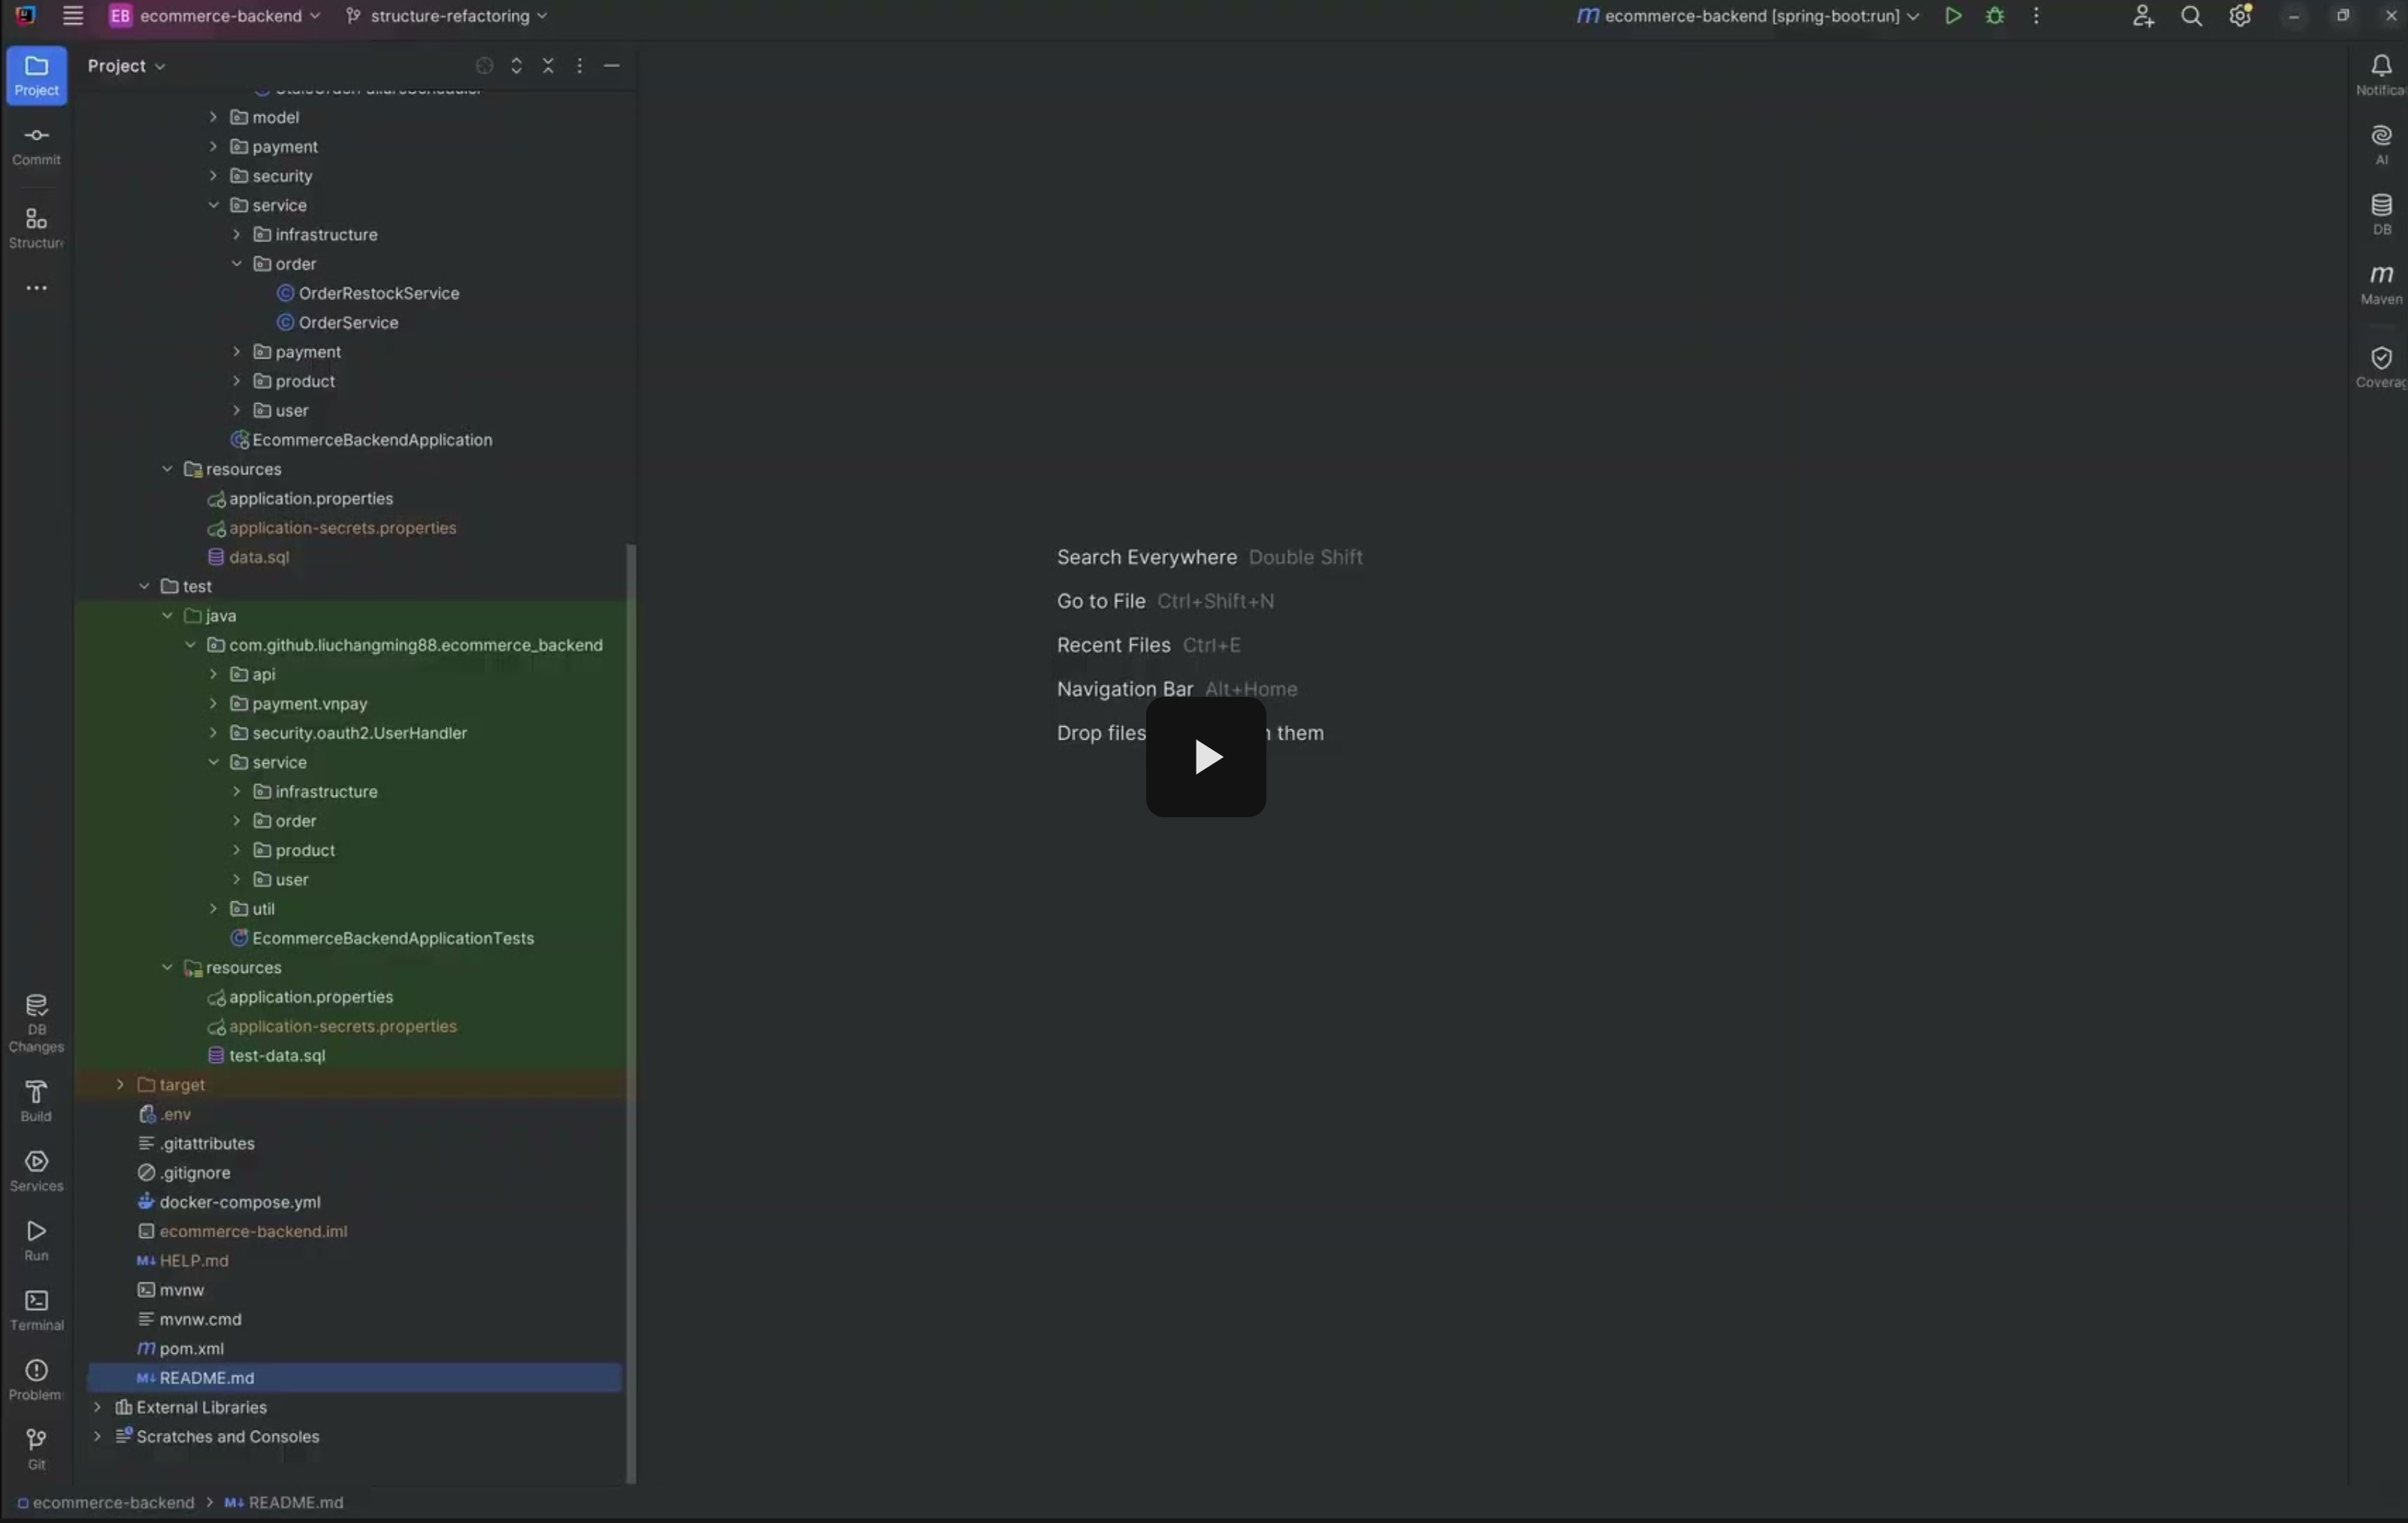 EB ecommerce-backend structure-refactoring m ecommerce-backend [spring-boot:run]
Project
Project
Commit
Structure
model
payment
security
service
infrastructure
order
OrderRestockService
OrderService
payment
product
user
EcommerceBackendApplication
resources
application.properties
application-secrets.properties
data.sql
test
java
com.github.liuchangming88.ecommerce_backend
api
payment.vnpay
security.oauth2.UserHandler
service
infrastructure
order
product
user
util
EcommerceBackendApplicationTests
resources
application.properties
application-secrets.properties
test-data.sql
target
.env
.gitattributes
.gitignore
docker-compose.yml
ecommerce-backend.iml
HELP.md
mvnw
mvnw.cmd
pom.xml
README.md
External Libraries
Scratches and Consoles
DB
Changes
Build
Services
Run
Terminal
Problem
Git
Search Everywhere Double Shift
Go to File Ctrl+Shift+N
Recent Files Ctrl+E
Navigation Bar Alt+Home
Drop files them
Notifica
AI
DB
m
Maven
Coverag
ecommerce-backend > M↓ README.md